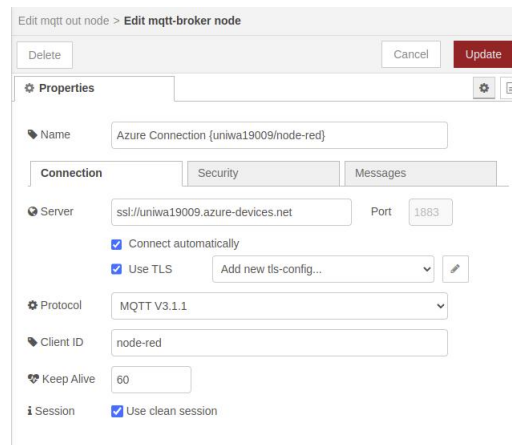 Edit mqtt out node > Edit mqtt-broker node
Delete Cancel Update
Properties
Name Azure Connection {uniwa19009/node-red}
Connection Security Messages
Server ssl://uniwa19009.azure-devices.net Port 1883
Connect automatically
Use TLS Add new tls-config...
Protocol MQTT V3.1.1
Client ID node-red
Keep Alive 60
Session Use clean session